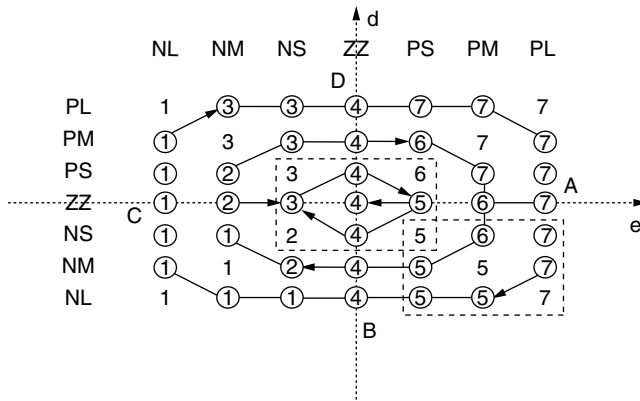 d
NL NM NS ZZ PS PM PL
D
PL 1 3 3 4 7 7 7
PM 1 3 3 4 6 7 7
PS 1 2 3 4 6 7 7
A
ZZ 1 2 3 4 5 6 7
C e
NS 1 1 2 4 5 6 7
NM 1 1 2 4 5 5 7
NL 1 1 1 4 5 5 7
B